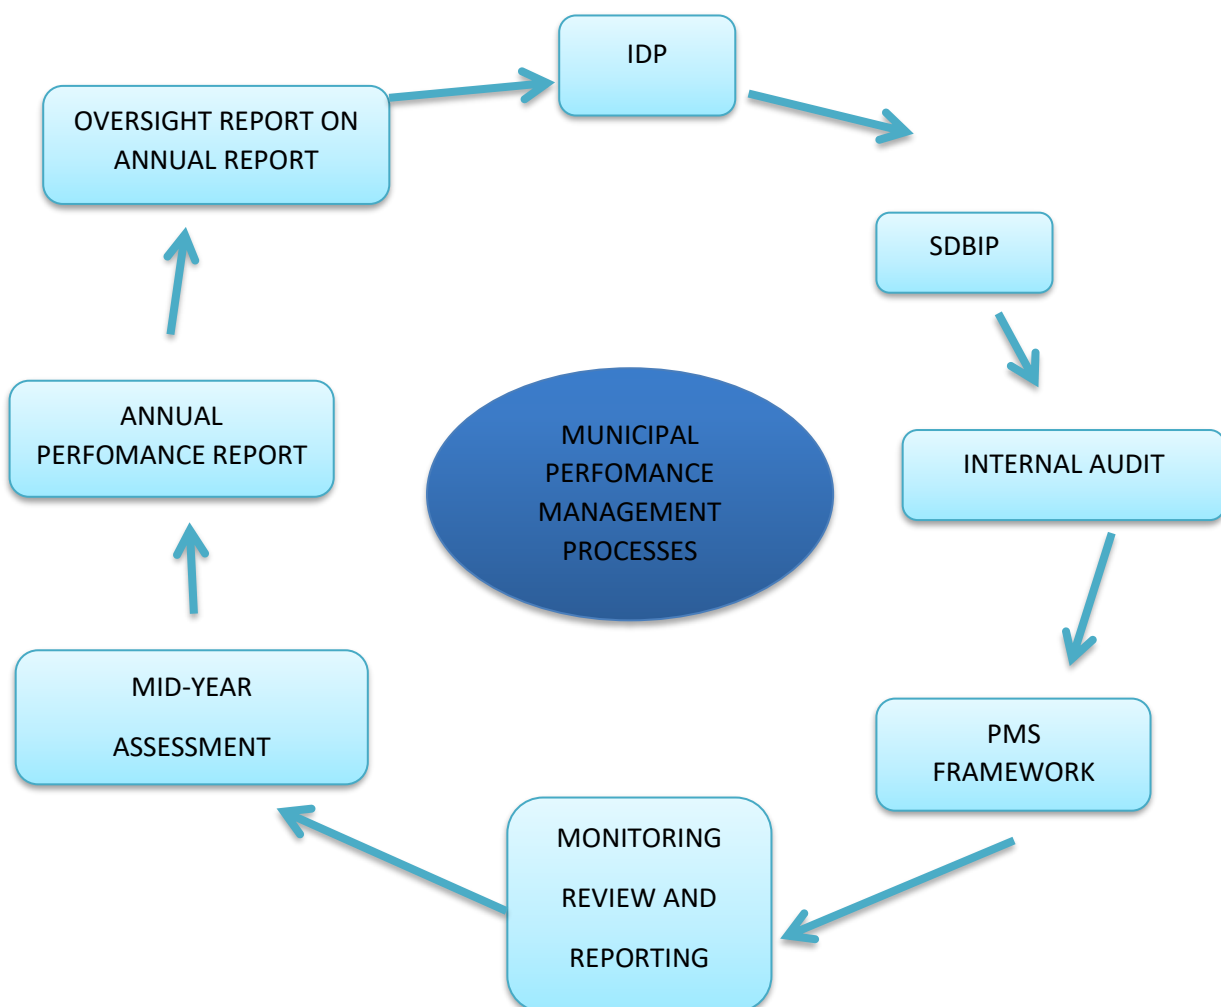 IDP
OVERSIGHT REPORT ON
ANNUAL REPORT
SDBIP
ANNUAL
PERFOMANCE REPORT
MUNICIPAL
PERFOMANCE
MANAGEMENT
PROCESSES
INTERNAL AUDIT
MID-YEAR
ASSESSMENT
PMS
FRAMEWORK
MONITORING
REVIEW AND
REPORTING